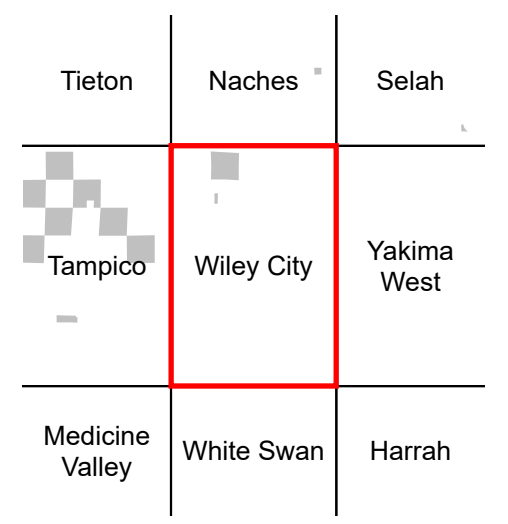 Tieton
Naches
Selah
Tampico
Wiley City
Yakima
West
Medicine
Valley
White Swan
Harrah